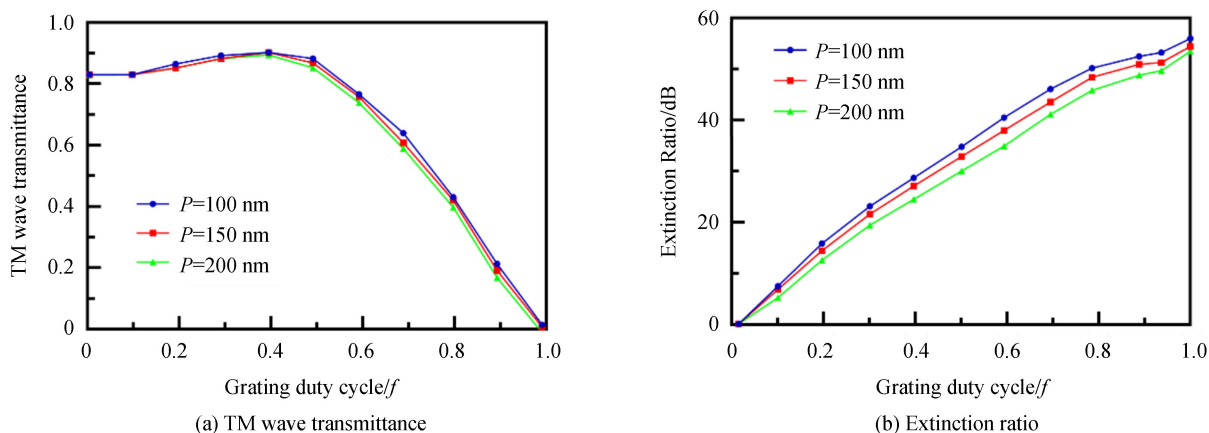 1.0
0.8
0.6
0.4
0.2
0
TM wave transmittance
P=100 nm
P=150 nm
P=200 nm
0 0.2 0.4 0.6 0.8 1.0
Grating duty cycle/f
(a) TM wave transmittance
60
40
20
0
Extinction Ratio/dB
P=100 nm
P=150 nm
P=200 nm
0 0.2 0.4 0.6 0.8 1.0
Grating duty cycle/f
(b) Extinction ratio